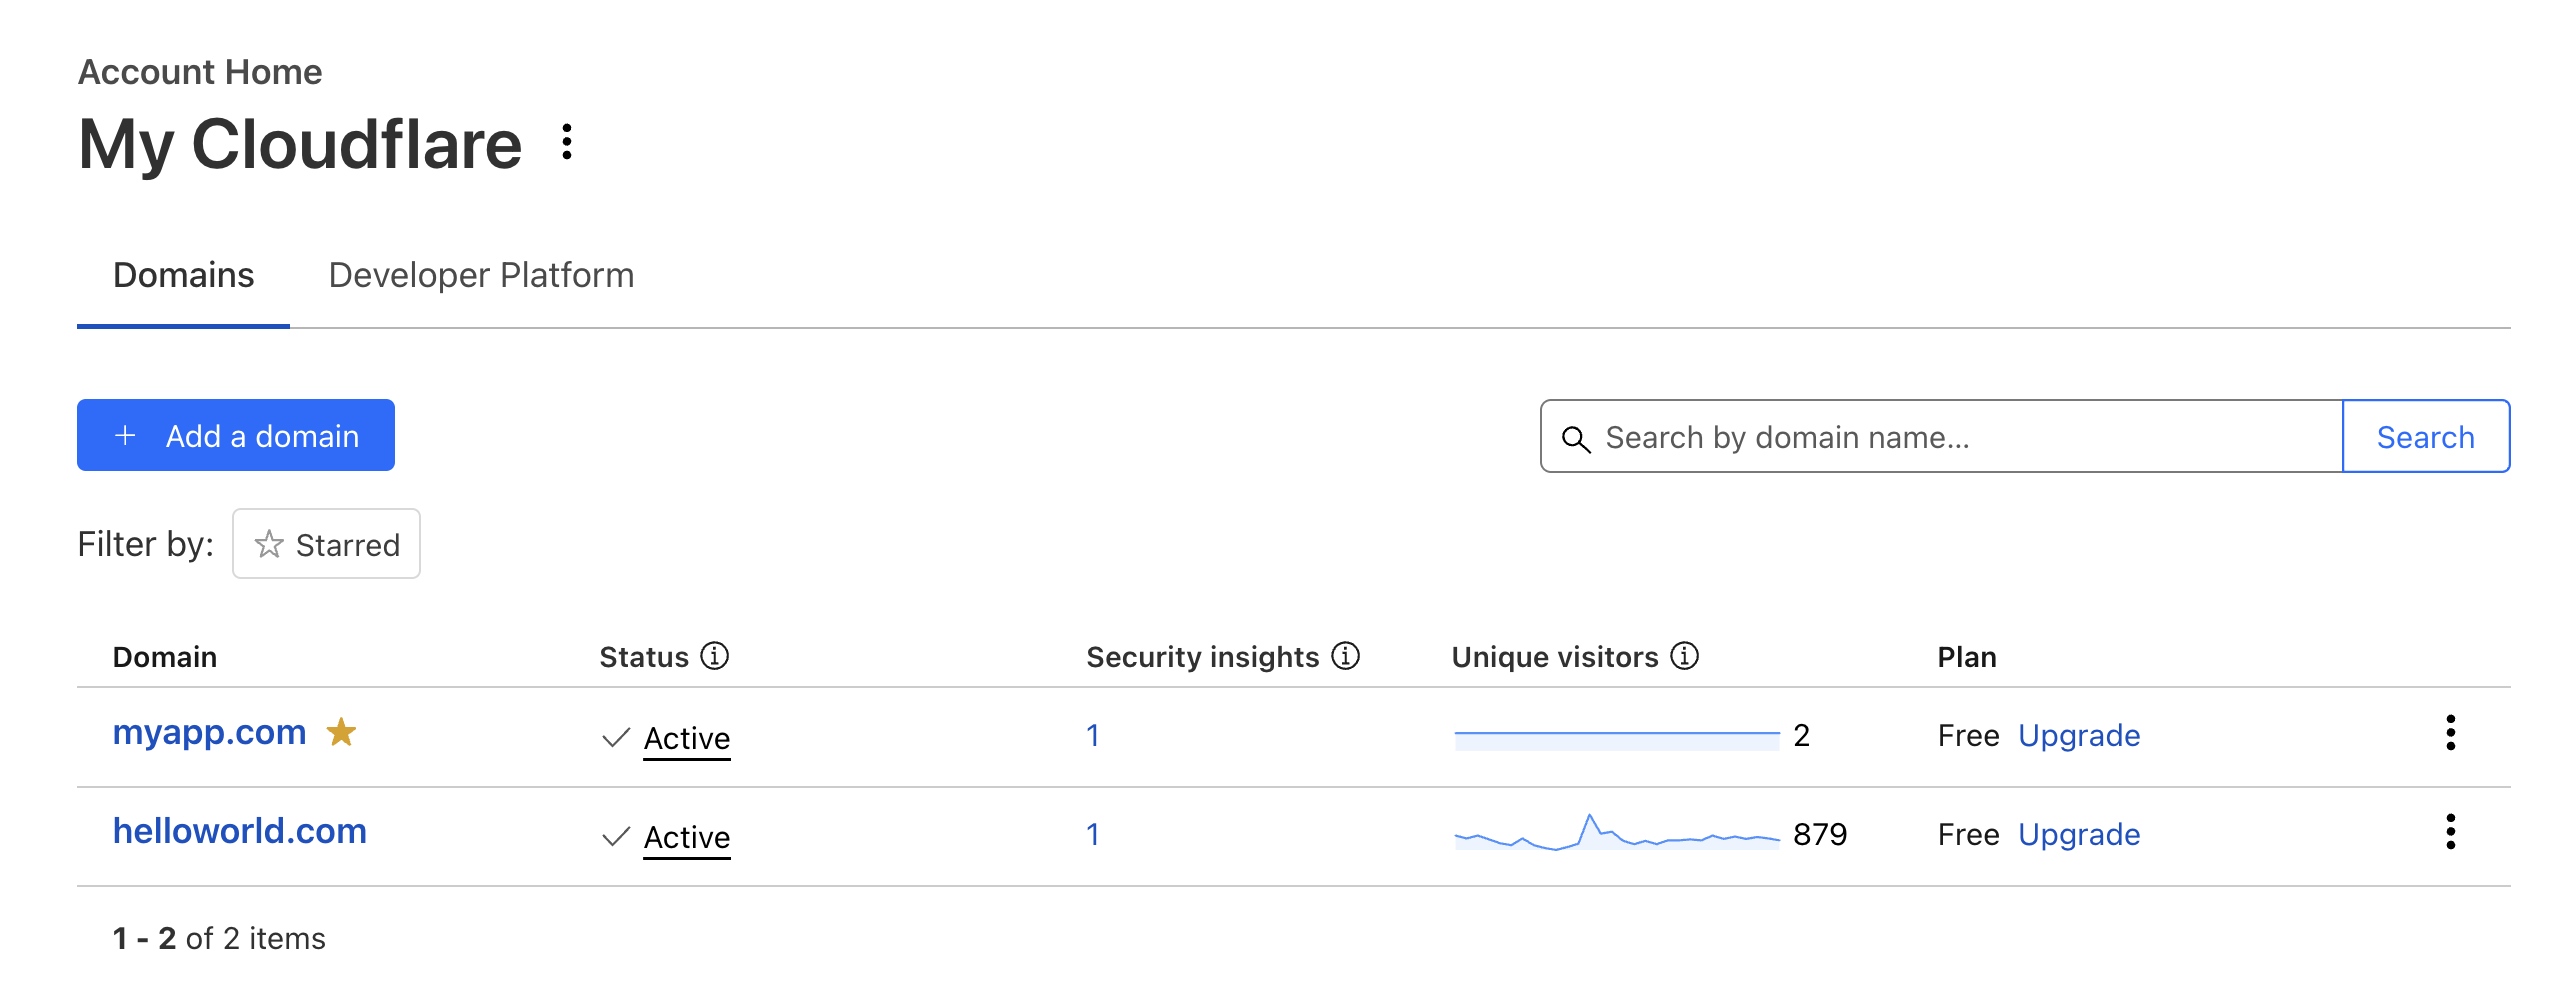 Account Home
My Cloudflare
Domains Developer Platform
+ Add a domain Search by domain name... Search
Filter by: Starred
Domain Status Security insights Unique visitors Plan
myapp.com Active 1 2 Free Upgrade
helloworld.com Active 1 879 Free Upgrade
1 - 2 of 2 items